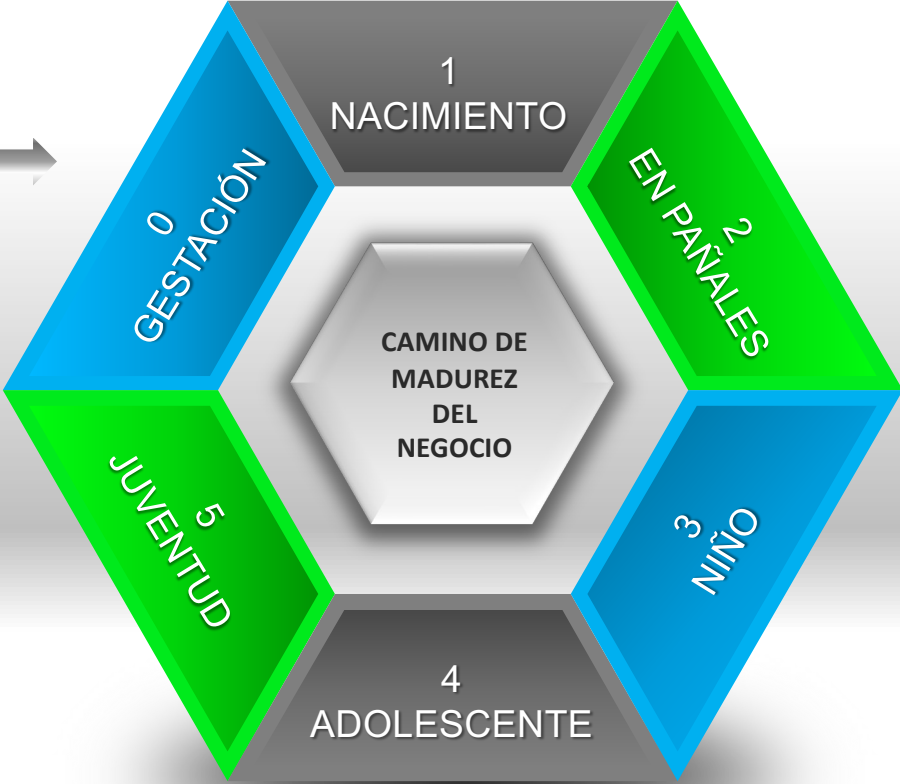 0
GESTACIÓN
1
NACIMIENTO
2
EN PAÑALES
3
NIÑO
4
ADOLESCENTE
5
JUVENTUD
CAMINO DE
MADUREZ
DEL
NEGOCIO